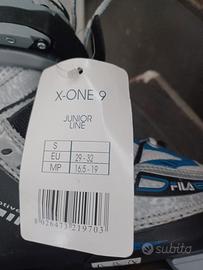 X-ONE 9
JUNIOR
LINE
S
EU 29-32
MP 16.5-19
8026473219703
FILA
subito